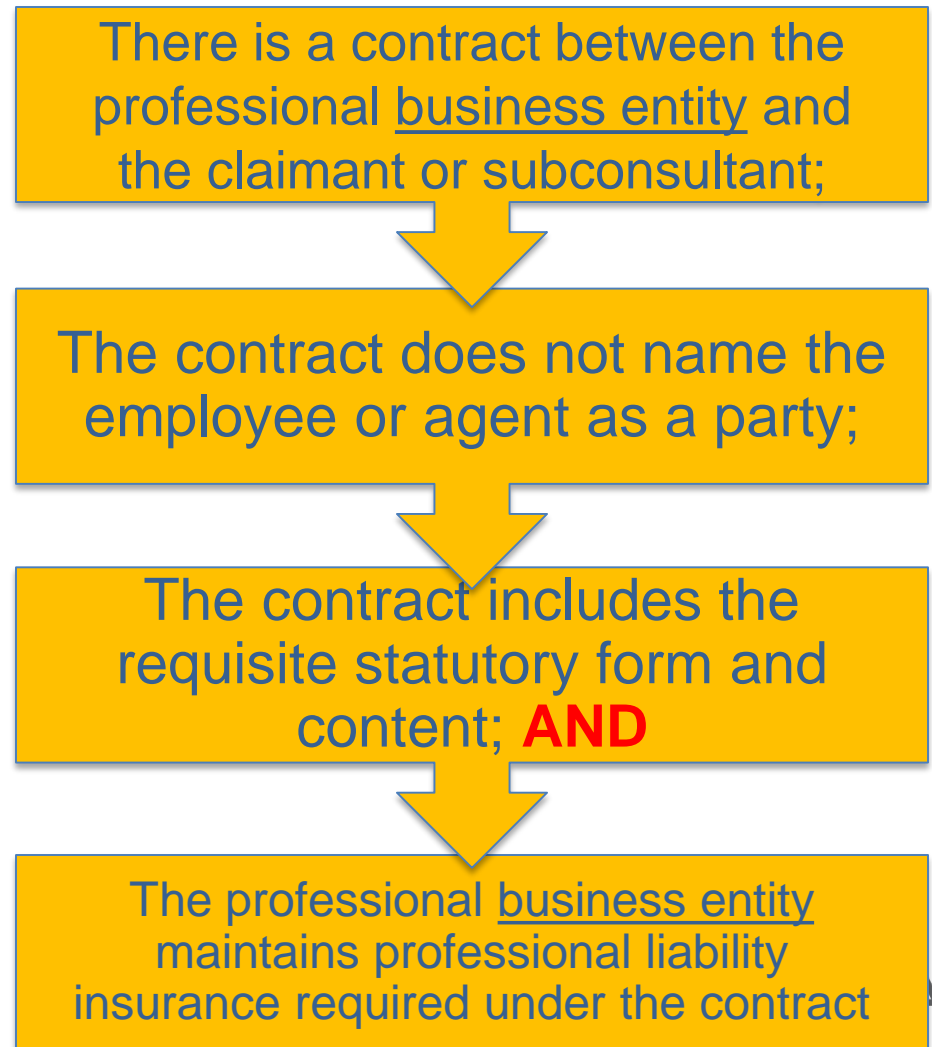 There is a contract between the
professional business entity and
the claimant or subconsultant;
The contract does not name the
employee or agent as a party;
The contract includes the
requisite statutory form and
content; AND
The professional business entity
maintains professional liability
insurance required under the contract